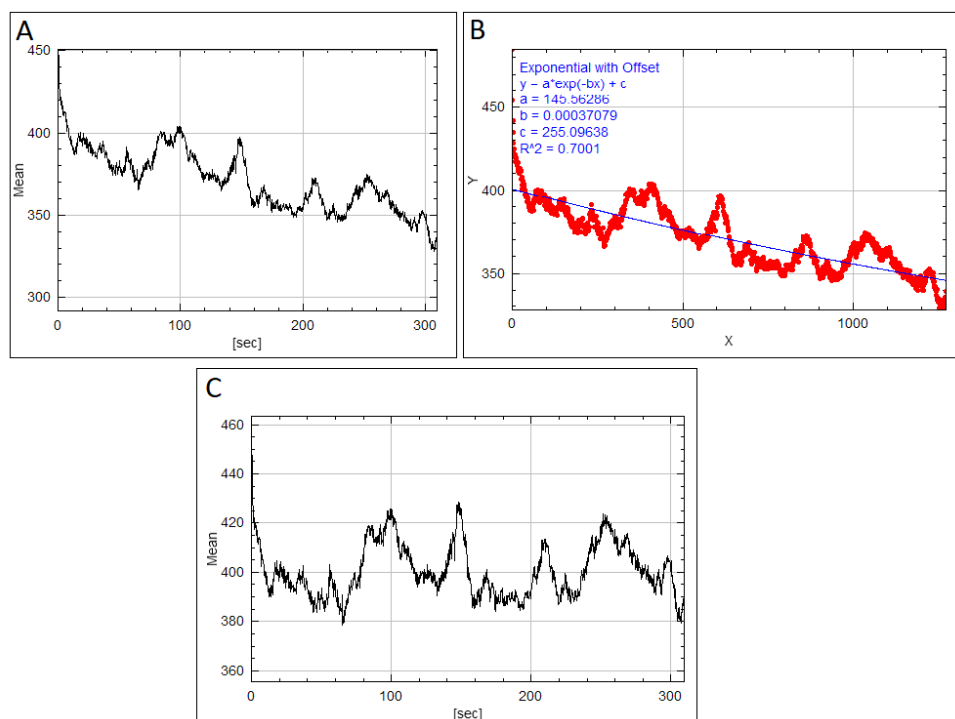 A
450
400
350
300
Mean
0
100
200
300
[sec]
B
Exponential with Offset
y = a*exp(-bx) + c
a = 145.56286
b = 0.00037079
c = 255.09638
R^2 = 0.7001
450
400
350
Y
0
500
1000
X
C
460
440
420
400
380
360
Mean
0
100
200
300
[sec]